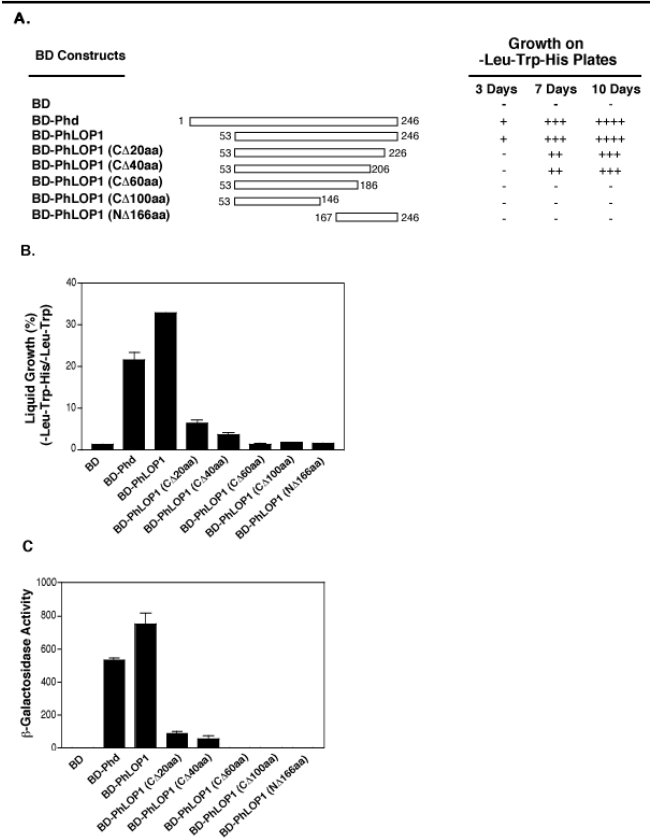 A.
BD Constructs
Growth on
-Leu-Trp-His Plates
3 Days 7 Days 10 Days
BD - - -
BD-Phd 1 246 + +++ ++++
BD-PhLOP1 53 246 + +++ ++++
BD-PhLOP1 (CΔ20aa) 53 226 - ++ +++
BD-PhLOP1 (CΔ40aa) 53 206 - ++ +++
BD-PhLOP1 (CΔ60aa) 53 186 - - -
BD-PhLOP1 (CΔ100aa) 53 146 - - -
BD-PhLOP1 (NΔ166aa) 167 246 - - -
B.
Liquid Growth (%)
(-Leu-Trp-His/-Leu-Trp)
40
30
20
10
0
BD
BD-Phd
BD-PhLOP1
BD-PhLOP1 (CΔ20aa)
BD-PhLOP1 (CΔ40aa)
BD-PhLOP1 (CΔ60aa)
BD-PhLOP1 (CΔ100aa)
BD-PhLOP1 (NΔ166aa)
C
β-Galactosidase Activity
1000
800
600
400
200
0
BD
BD-Phd
BD-PhLOP1
BD-PhLOP1 (CΔ20aa)
BD-PhLOP1 (CΔ40aa)
BD-PhLOP1 (CΔ60aa)
BD-PhLOP1 (CΔ100aa)
BD-PhLOP1 (NΔ166aa)